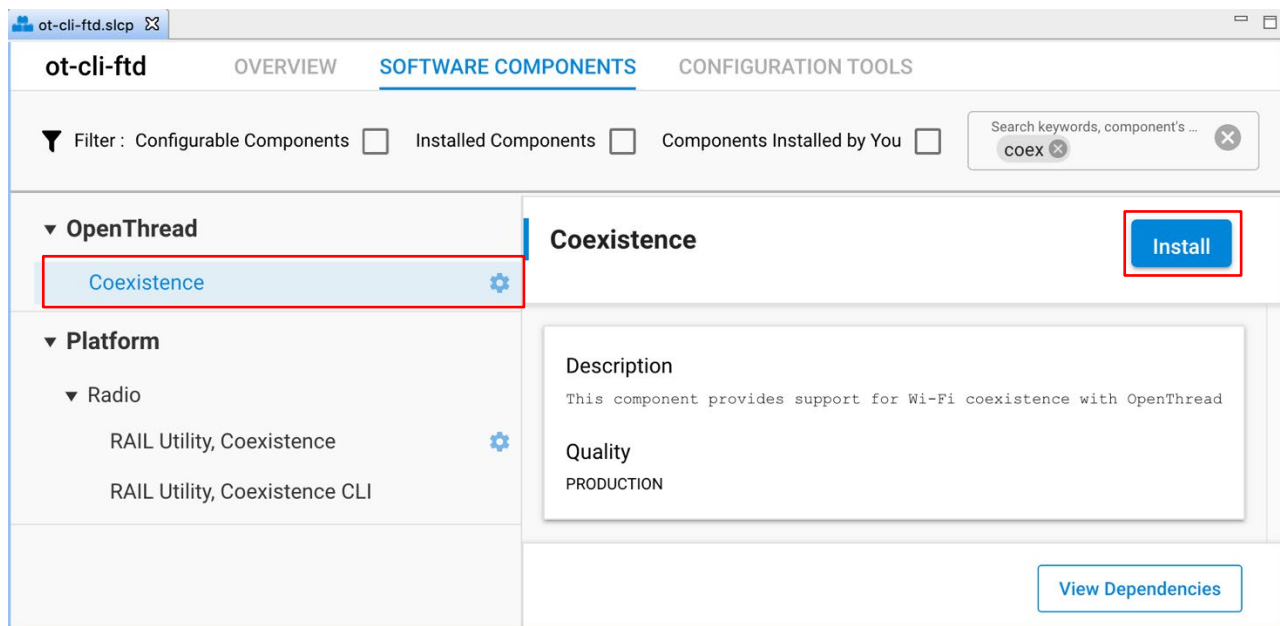 ot-cli-ftd.slcp
ot-cli-ftd OVERVIEW SOFTWARE COMPONENTS CONFIGURATION TOOLS
Filter : Configurable Components Installed Components Components Installed by You
Search keywords, component's ...
coex
OpenThread
Coexistence
Platform
Radio
RAIL Utility, Coexistence
RAIL Utility, Coexistence CLI
Coexistence
Install
Description
This component provides support for Wi-Fi coexistence with OpenThread
Quality
PRODUCTION
View Dependencies